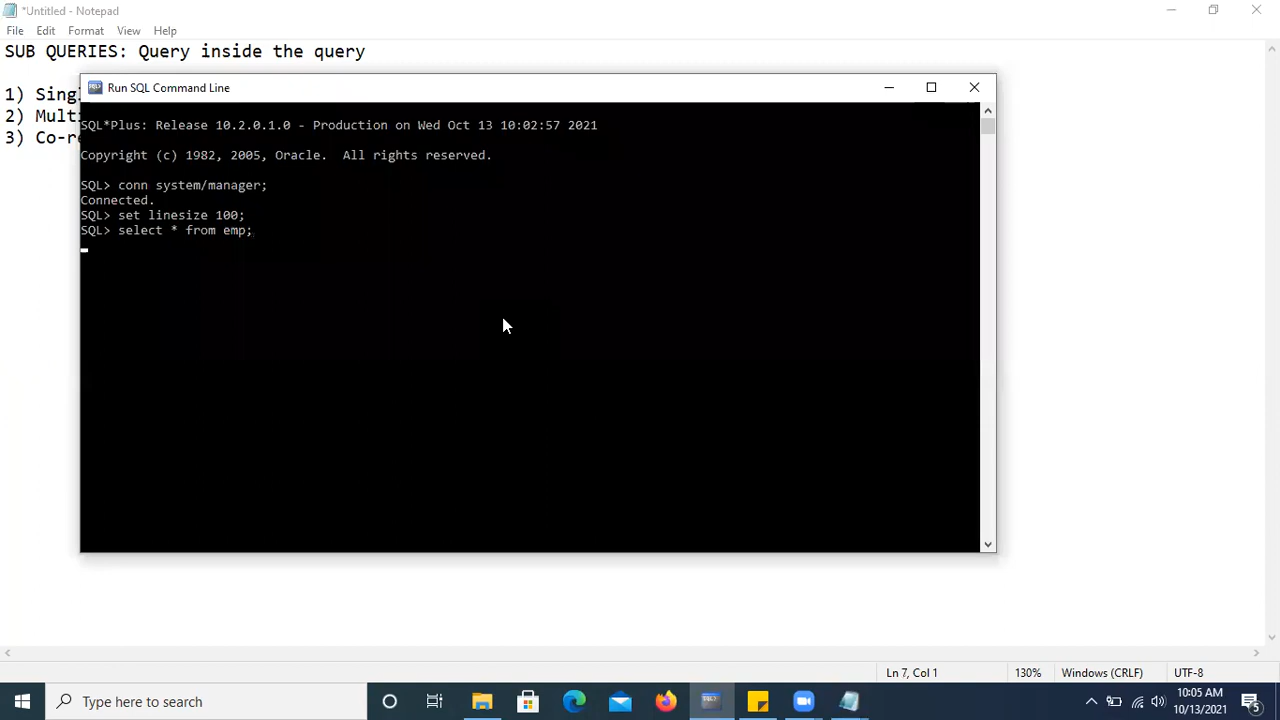 *Untitled - Notepad
File Edit Format View Help
SUB QUERIES: Query inside the query
1)
2)
3)
Run SQL Command Line
SQL*Plus: Release 10.2.0.1.0 - Production on Wed Oct 13 10:02:57 2021
Copyright (c) 1982, 2005, Oracle. All rights reserved.
SQL> conn system/manager;
Connected.
SQL> set linesize 100;
SQL> select * from emp;
Ln 7, Col 1 130% Windows (CRLF) UTF-8
Type here to search
10:05 AM
10/13/2021
5